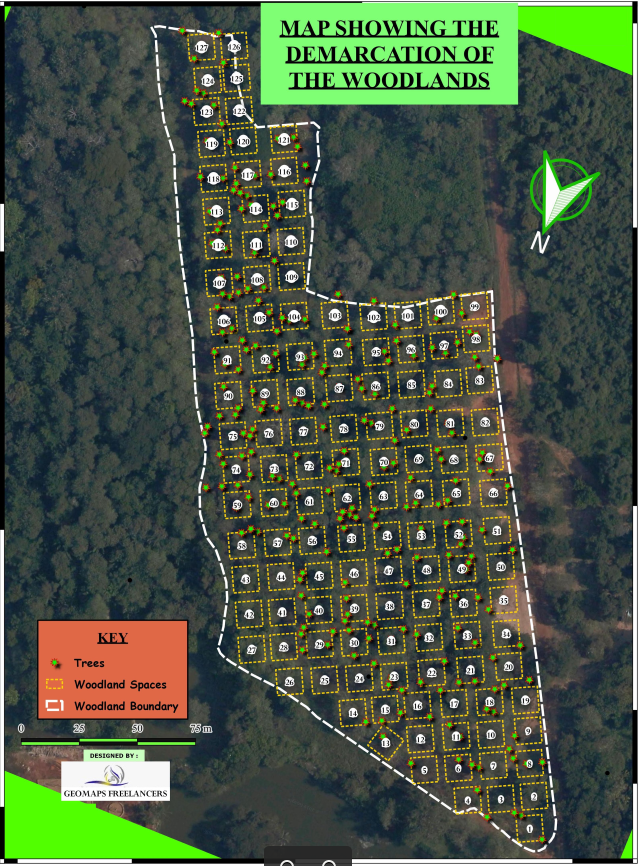 MAP SHOWING THE
DEMARCATION OF
THE WOODLANDS
127 126
124 125
123 122
119 120 121
118 117 116
113 114 115
112 111 110
107 108 109
106 105 104 103 102 101 100 99
91 92 93 94 95 96 97 98
90 89 88 87 86 85 84 83
75 76 77 78 79 80 81 82
74 73 72 71 70 69 68 67
59 60 61 62 63 64 65 66
58 57 56 55 54 53 52 51
43 44 45 46 47 48 49 50
42 41 40 39 38 37 36 35
27 28 29 30 31 32 33 34
26 25 24 23 22 21 20
14 15 16 17 18 19
13 12 11 10 9
5 6 7 8
4 3 2
1
N
KEY
Trees
Woodland Spaces
Woodland Boundary
0 25 50 75 m
DESIGNED BY :
GEOMAPS FREELANCERS